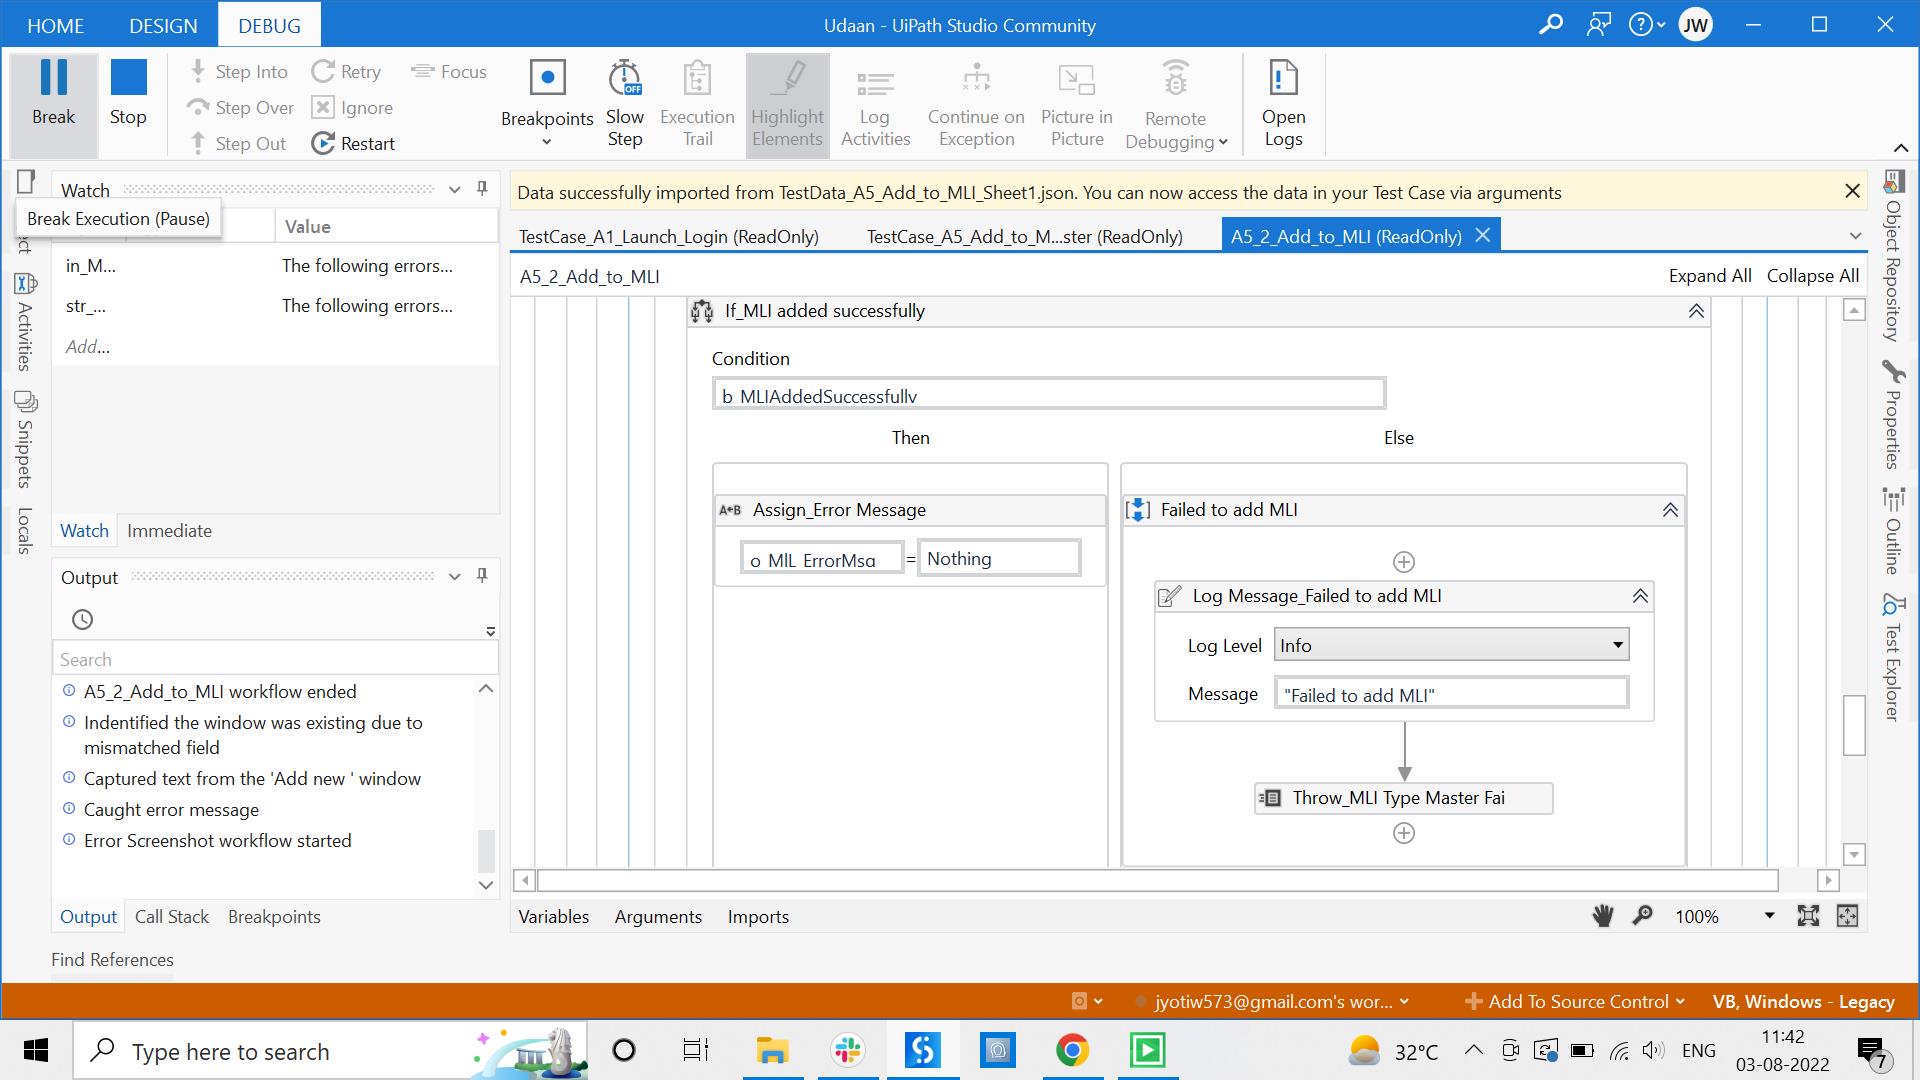 HOME DESIGN DEBUG Udaan - UiPath Studio Community JW
Break
Stop
Step Into
Step Over
Step Out
Retry
Ignore
Restart
Focus
Breakpoints
Slow
Step
OFF
Execution
Trail
Highlight
Elements
Log
Activities
Continue on
Exception
Picture in
Picture
Remote
Debugging
Open
Logs
Watch
Break Execution (Pause)
Value
in_M... The following errors...
str_... The following errors...
Add...
Watch Immediate
Activities
Snippets
Locals
Output
Search
A5_2_Add_to_MLI workflow ended
Indentified the window was existing due to
mismatched field
Captured text from the 'Add new ' window
Caught error message
Error Screenshot workflow started
Output Call Stack Breakpoints
Find References
Data successfully imported from TestData_A5_Add_to_MLI_Sheet1.json. You can now access the data in your Test Case via arguments
TestCase_A1_Launch_Login (ReadOnly) TestCase_A5_Add_to_M...ster (ReadOnly) A5_2_Add_to_MLI (ReadOnly)
A5_2_Add_to_MLI Expand All Collapse All
If_MLI added successfully
Condition
b_MLIAddedSuccessfully
Then Else
A←B Assign_Error Message
o_MlL_ErrorMsg = Nothing
Failed to add MLI
Log Message_Failed to add MLI
Log Level Info
Message "Failed to add MLI"
Throw_MLI Type Master Fai
Variables Arguments Imports 100%
Object Repository
Properties
Outline
Test Explorer
jyotiw573@gmail.com's wor... Add To Source Control VB, Windows - Legacy
Type here to search
32°C ENG
11:42
03-08-2022
7